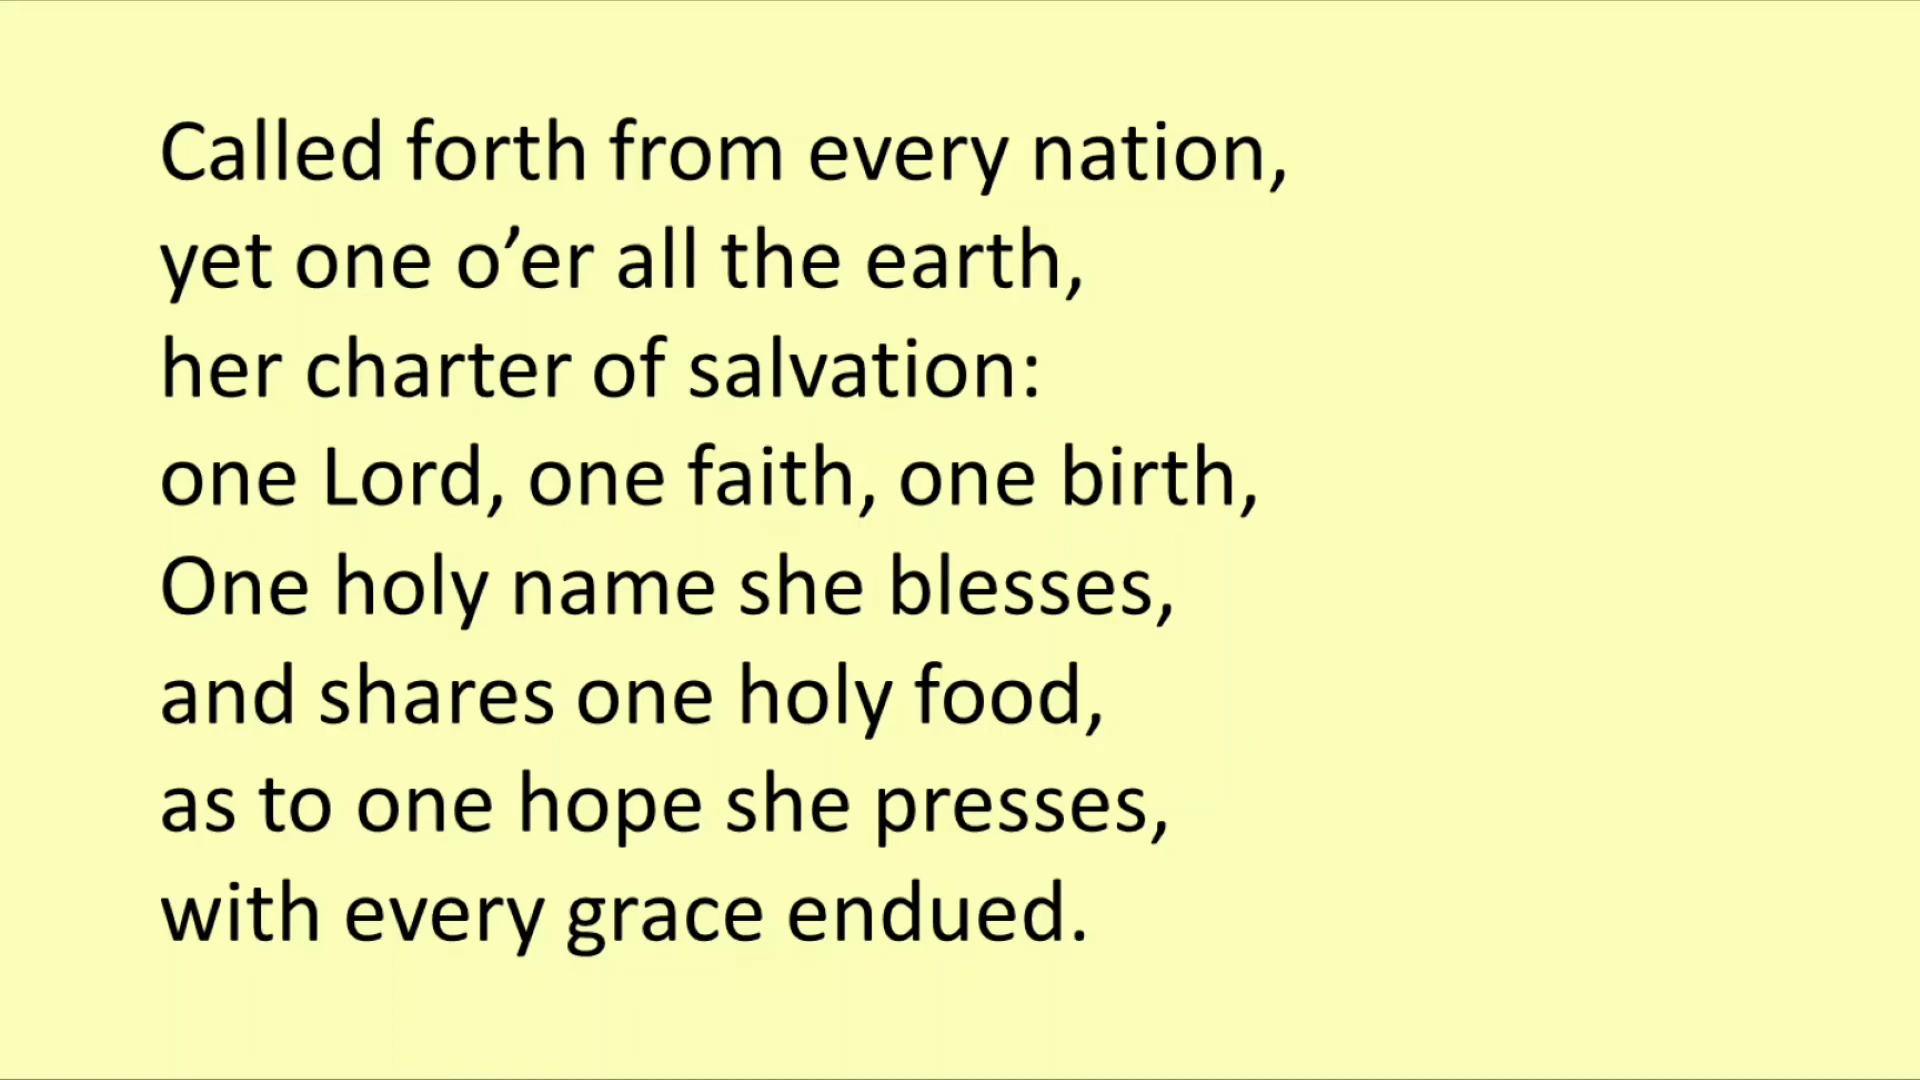 Called forth from every nation,
yet one o’er all the earth,
her charter of salvation:
one Lord, one faith, one birth,
One holy name she blesses,
and shares one holy food,
as to one hope she presses,
with every grace endued.